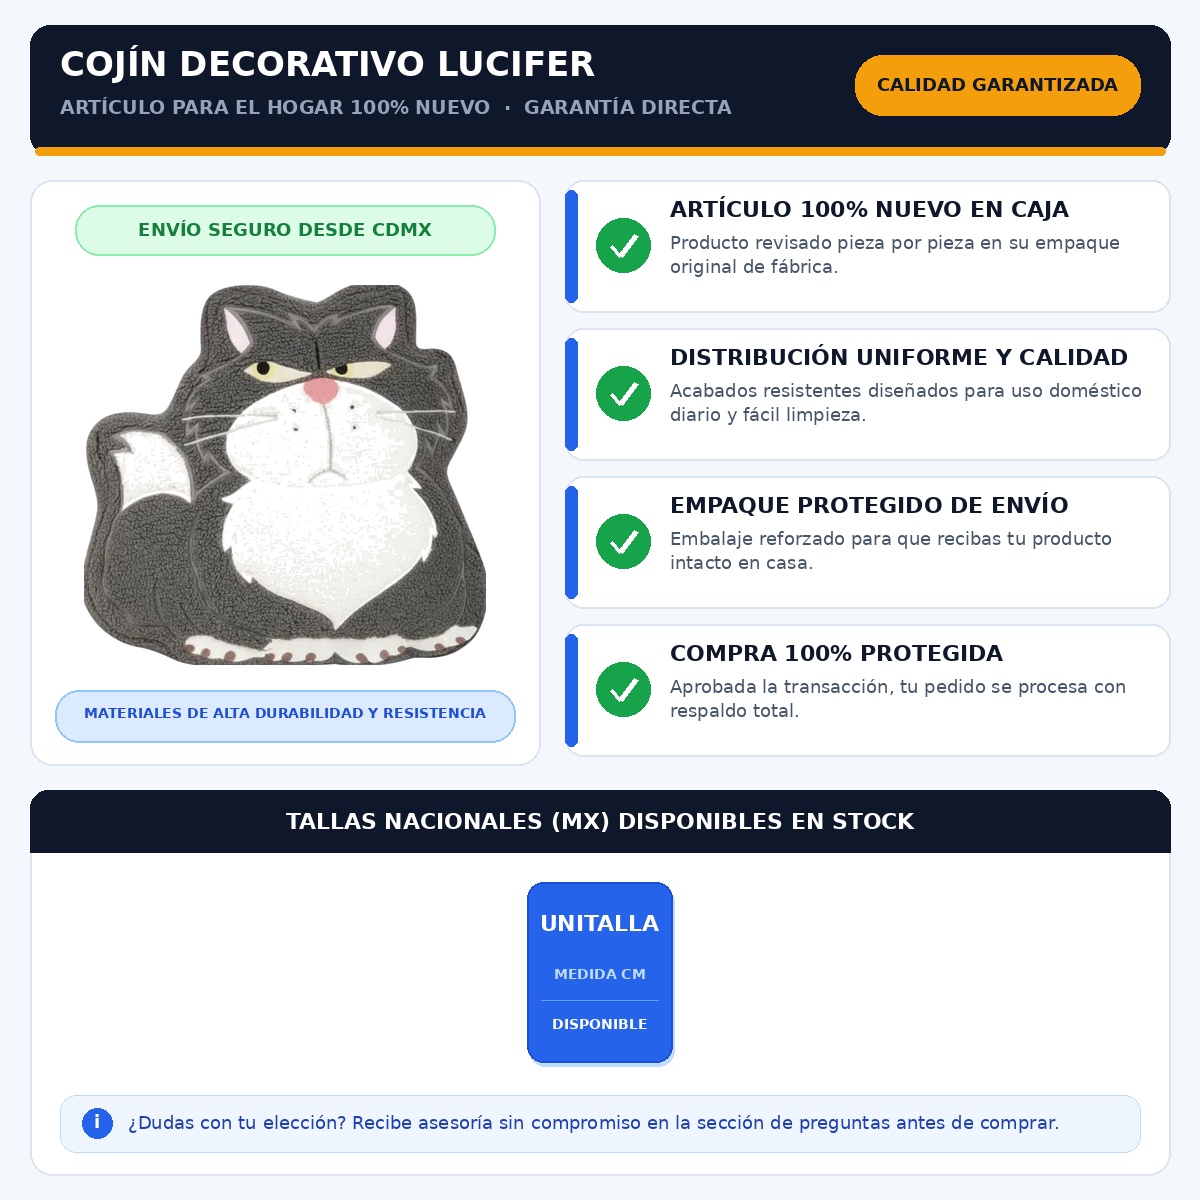 COJÍN DECORATIVO LUCIFER
ARTÍCULO PARA EL HOGAR 100% NUEVO · GARANTÍA DIRECTA
CALIDAD GARANTIZADA
ENVÍO SEGURO DESDE CDMX
MATERIALES DE ALTA DURABILIDAD Y RESISTENCIA
ARTÍCULO 100% NUEVO EN CAJA
Producto revisado pieza por pieza en su empaque
original de fábrica.
DISTRIBUCIÓN UNIFORME Y CALIDAD
Acabados resistentes diseñados para uso doméstico
diario y fácil limpieza.
EMPAQUE PROTEGIDO DE ENVÍO
Embalaje reforzado para que recibas tu producto
intacto en casa.
COMPRA 100% PROTEGIDA
Aprobada la transacción, tu pedido se procesa con
respaldo total.
TALLAS NACIONALES (MX) DISPONIBLES EN STOCK
UNITALLA
MEDIDA CM
DISPONIBLE
i ¿Dudas con tu elección? Recibe asesoría sin compromiso en la sección de preguntas antes de comprar.